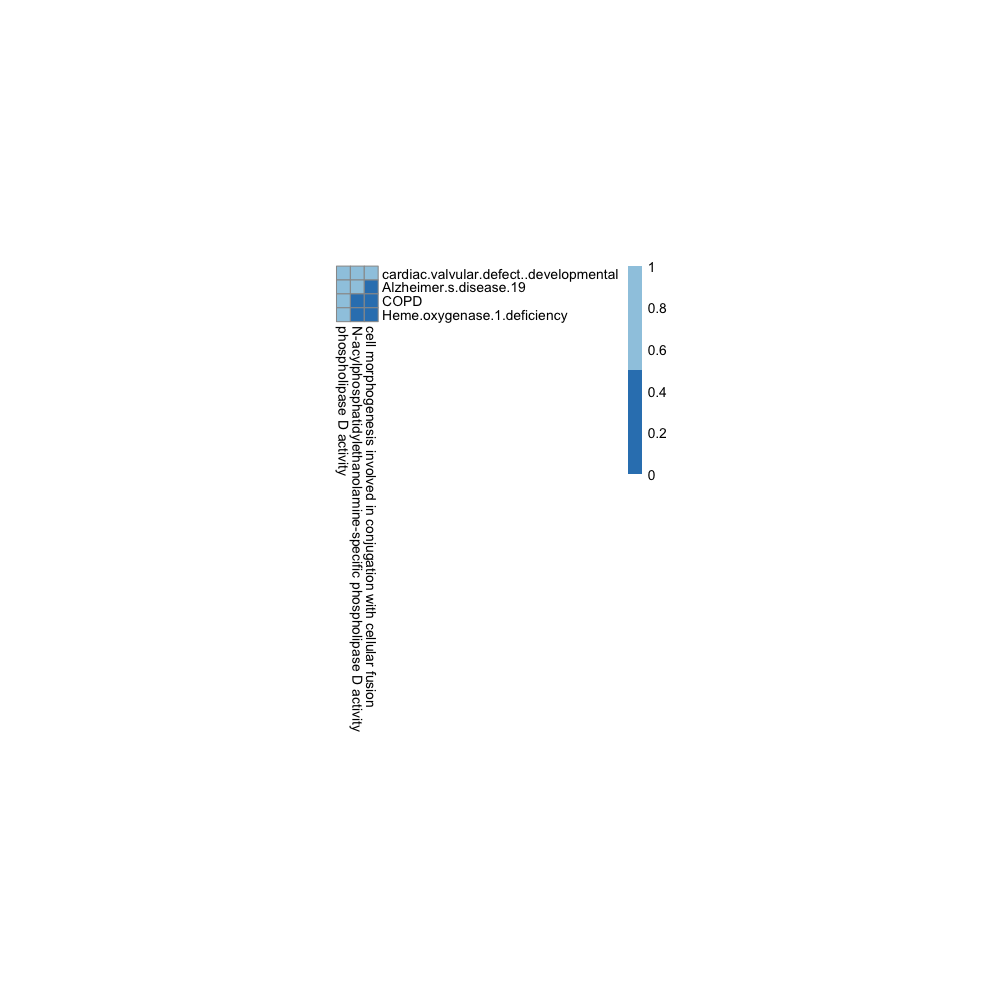 cardiac.valvular.defect..developmental
Alzheimer.s.disease.19
COPD
Heme.oxygenase.1.deficiency
1
0.8
0.6
0.4
0.2
0
phospholipase D activity
N-acylphosphatidylethanolamine-specific phospholipase D activity
cell morphogenesis involved in conjugation with cellular fusion